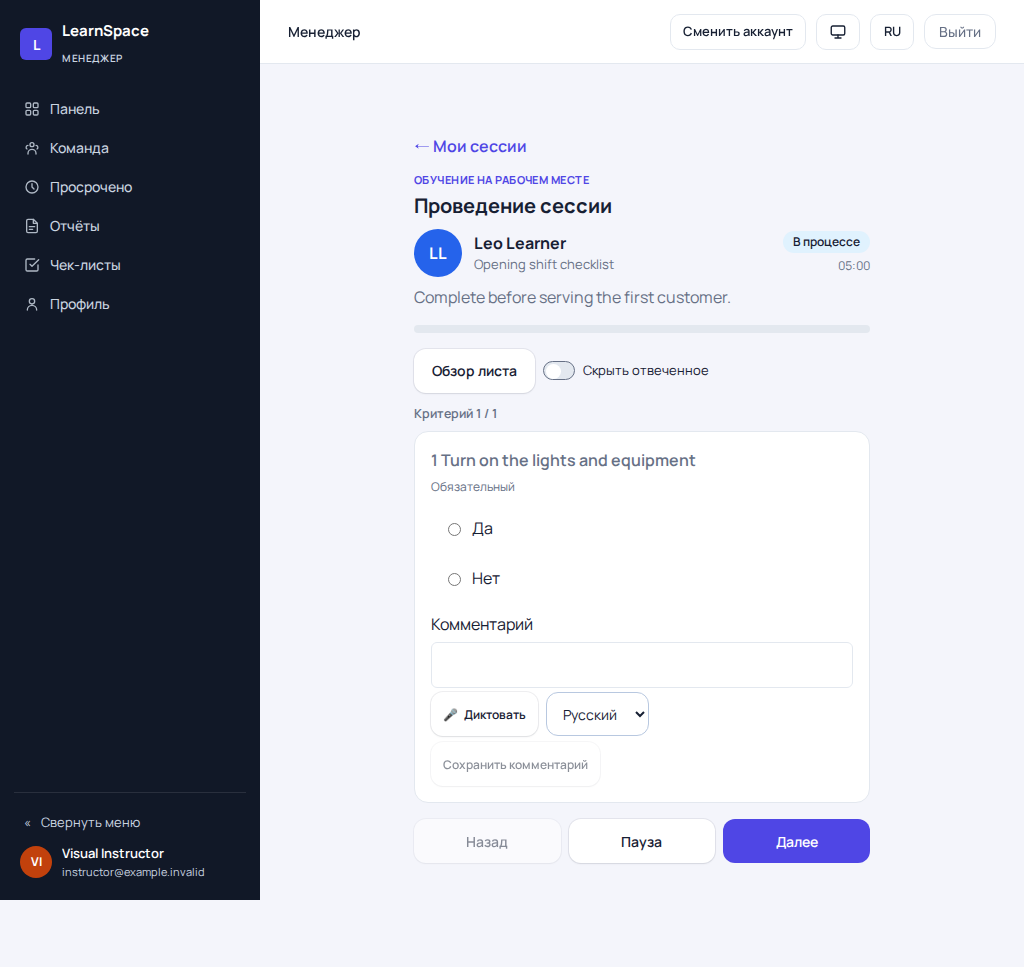 L
LearnSpace
МЕНЕДЖЕР
Панель
Команда
Просрочено
Отчёты
Чек-листы
Профиль
« Свернуть меню
VI
Visual Instructor
instructor@example.invalid
Менеджер
Сменить аккаунт
RU
Выйти
← Мои сессии
ОБУЧЕНИЕ НА РАБОЧЕМ МЕСТЕ
Проведение сессии
LL
Leo Learner
Opening shift checklist
В процессе
05:00
Complete before serving the first customer.
Обзор листа
Скрыть отвеченное
Критерий 1 / 1
1 Turn on the lights and equipment
Обязательный
Да
Нет
Комментарий
🎤 Диктовать
Русский
Сохранить комментарий
Назад
Пауза
Далее